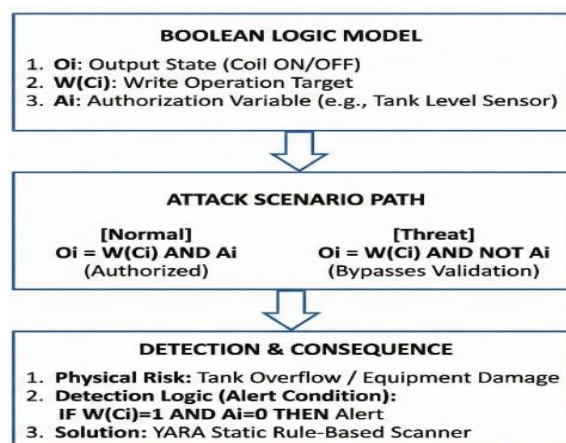 BOOLEAN LOGIC MODEL
1. Oi: Output State (Coil ON/OFF)
2. W(Ci): Write Operation Target
3. Ai: Authorization Variable (e.g., Tank Level Sensor)
ATTACK SCENARIO PATH
[Normal]
Oi = W(Ci) AND Ai
(Authorized)
[Threat]
Oi = W(Ci) AND NOT Ai
(Bypasses Validation)
DETECTION & CONSEQUENCE
1. Physical Risk: Tank Overflow / Equipment Damage
2. Detection Logic (Alert Condition):
IF W(Ci)=1 AND Ai=0 THEN Alert
3. Solution: YARA Static Rule-Based Scanner